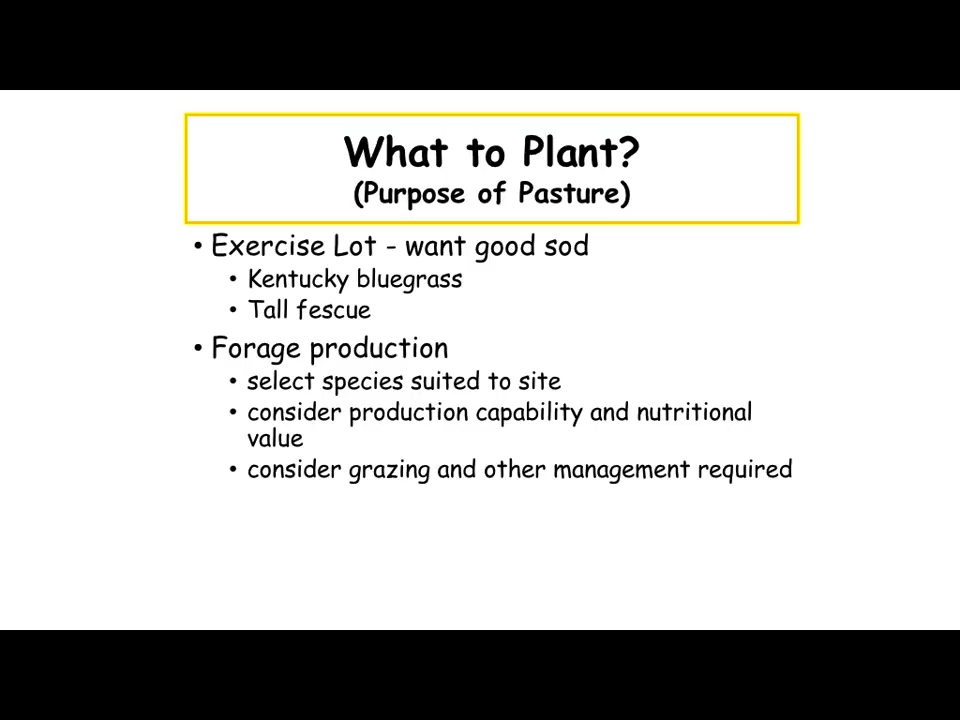 What to Plant?
(Purpose of Pasture)
• Exercise Lot - want good sod
• Kentucky bluegrass
• Tall fescue
• Forage production
• select species suited to site
• consider production capability and nutritional
value
• consider grazing and other management required